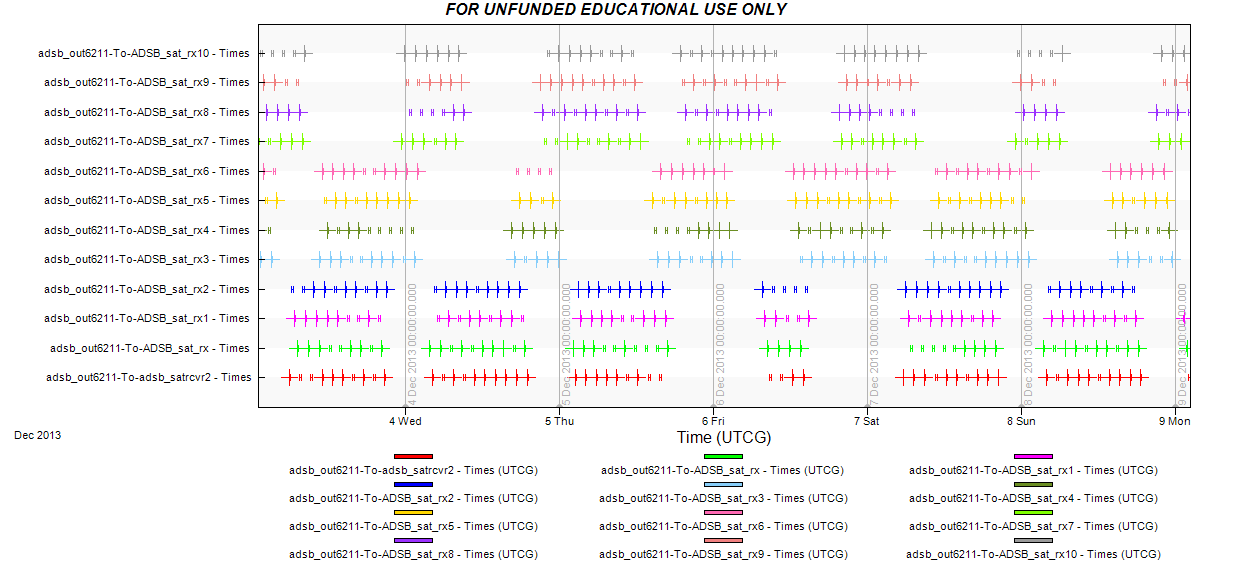 FOR UNFUNDED EDUCATIONAL USE ONLY
adsb_out6211-To-ADSB_sat_rx10 - Times
adsb_out6211-To-ADSB_sat_rx9 - Times
adsb_out6211-To-ADSB_sat_rx8 - Times
adsb_out6211-To-ADSB_sat_rx7 - Times
adsb_out6211-To-ADSB_sat_rx6 - Times
adsb_out6211-To-ADSB_sat_rx5 - Times
adsb_out6211-To-ADSB_sat_rx4 - Times
adsb_out6211-To-ADSB_sat_rx3 - Times
adsb_out6211-To-ADSB_sat_rx2 - Times
adsb_out6211-To-ADSB_sat_rx1 - Times
adsb_out6211-To-ADSB_sat_rx - Times
adsb_out6211-To-adsb_satrcvr2 - Times
4 Dec 2013 00:00:00.000
5 Dec 2013 00:00:00.000
6 Dec 2013 00:00:00.000
7 Dec 2013 00:00:00.000
8 Dec 2013 00:00:00.000
9 Dec 2013 00:00:00.000
4 Wed 5 Thu 6 Fri 7 Sat 8 Sun 9 Mon
Dec 2013
Time (UTCG)
adsb_out6211-To-adsb_satrcvr2 - Times (UTCG) adsb_out6211-To-ADSB_sat_rx - Times (UTCG) adsb_out6211-To-ADSB_sat_rx1 - Times (UTCG)
adsb_out6211-To-ADSB_sat_rx2 - Times (UTCG) adsb_out6211-To-ADSB_sat_rx3 - Times (UTCG) adsb_out6211-To-ADSB_sat_rx4 - Times (UTCG)
adsb_out6211-To-ADSB_sat_rx5 - Times (UTCG) adsb_out6211-To-ADSB_sat_rx6 - Times (UTCG) adsb_out6211-To-ADSB_sat_rx7 - Times (UTCG)
adsb_out6211-To-ADSB_sat_rx8 - Times (UTCG) adsb_out6211-To-ADSB_sat_rx9 - Times (UTCG) adsb_out6211-To-ADSB_sat_rx10 - Times (UTCG)